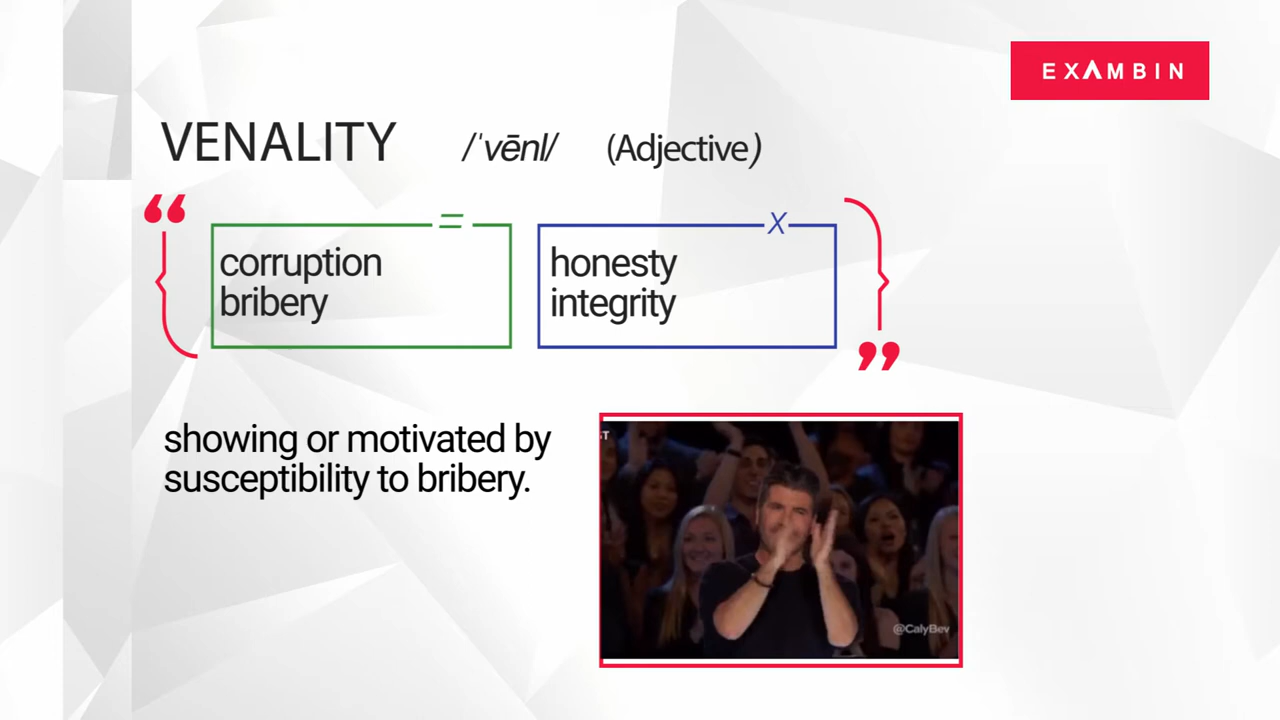 EXAMBIN
VENALITY /ˈvēnl/ (Adjective)
“
=
x
corruption
bribery
honesty
integrity
”
showing or motivated by
susceptibility to bribery.
T
@CalyBev